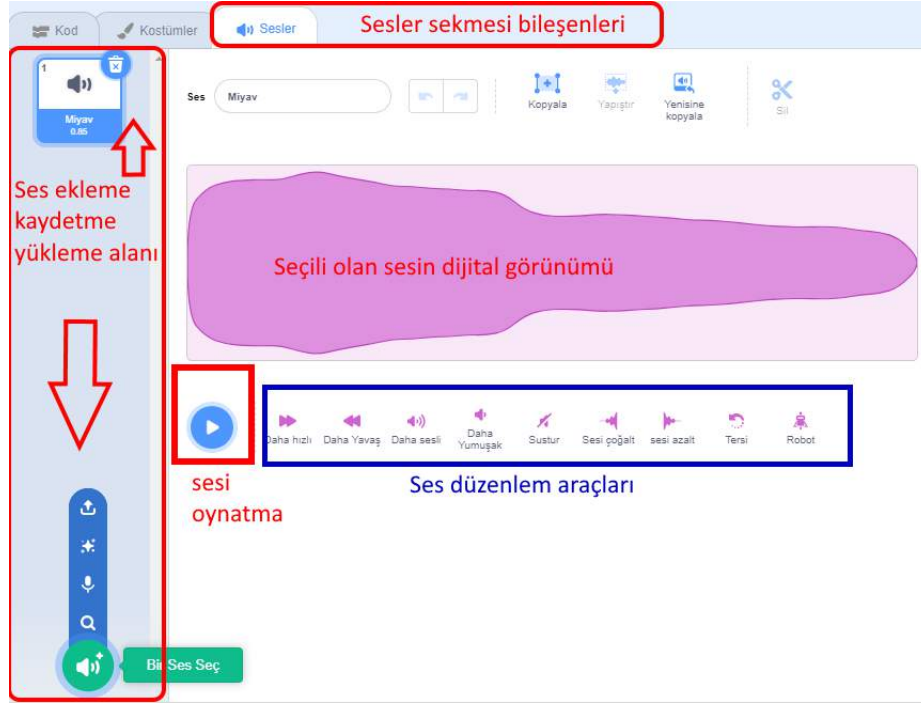 Kod
Kostümler
Sesler
Sesler sekmesi bileşenleri
1
Miyav
0.85
Ses
Miyav
Kopyala
Yapıştır
Yenisine
kopyala
Sil
Ses ekleme
kaydetme
yükleme alanı
Seçili olan sesin dijital görünümü
Daha hızlı
Daha Yavaş
Daha sesli
Daha
Yumuşak
Sustur
Sesi çoğalt
sesi azalt
Tersi
Robot
sesi
oynatma
Ses düzenlem araçları
Bir Ses Seç